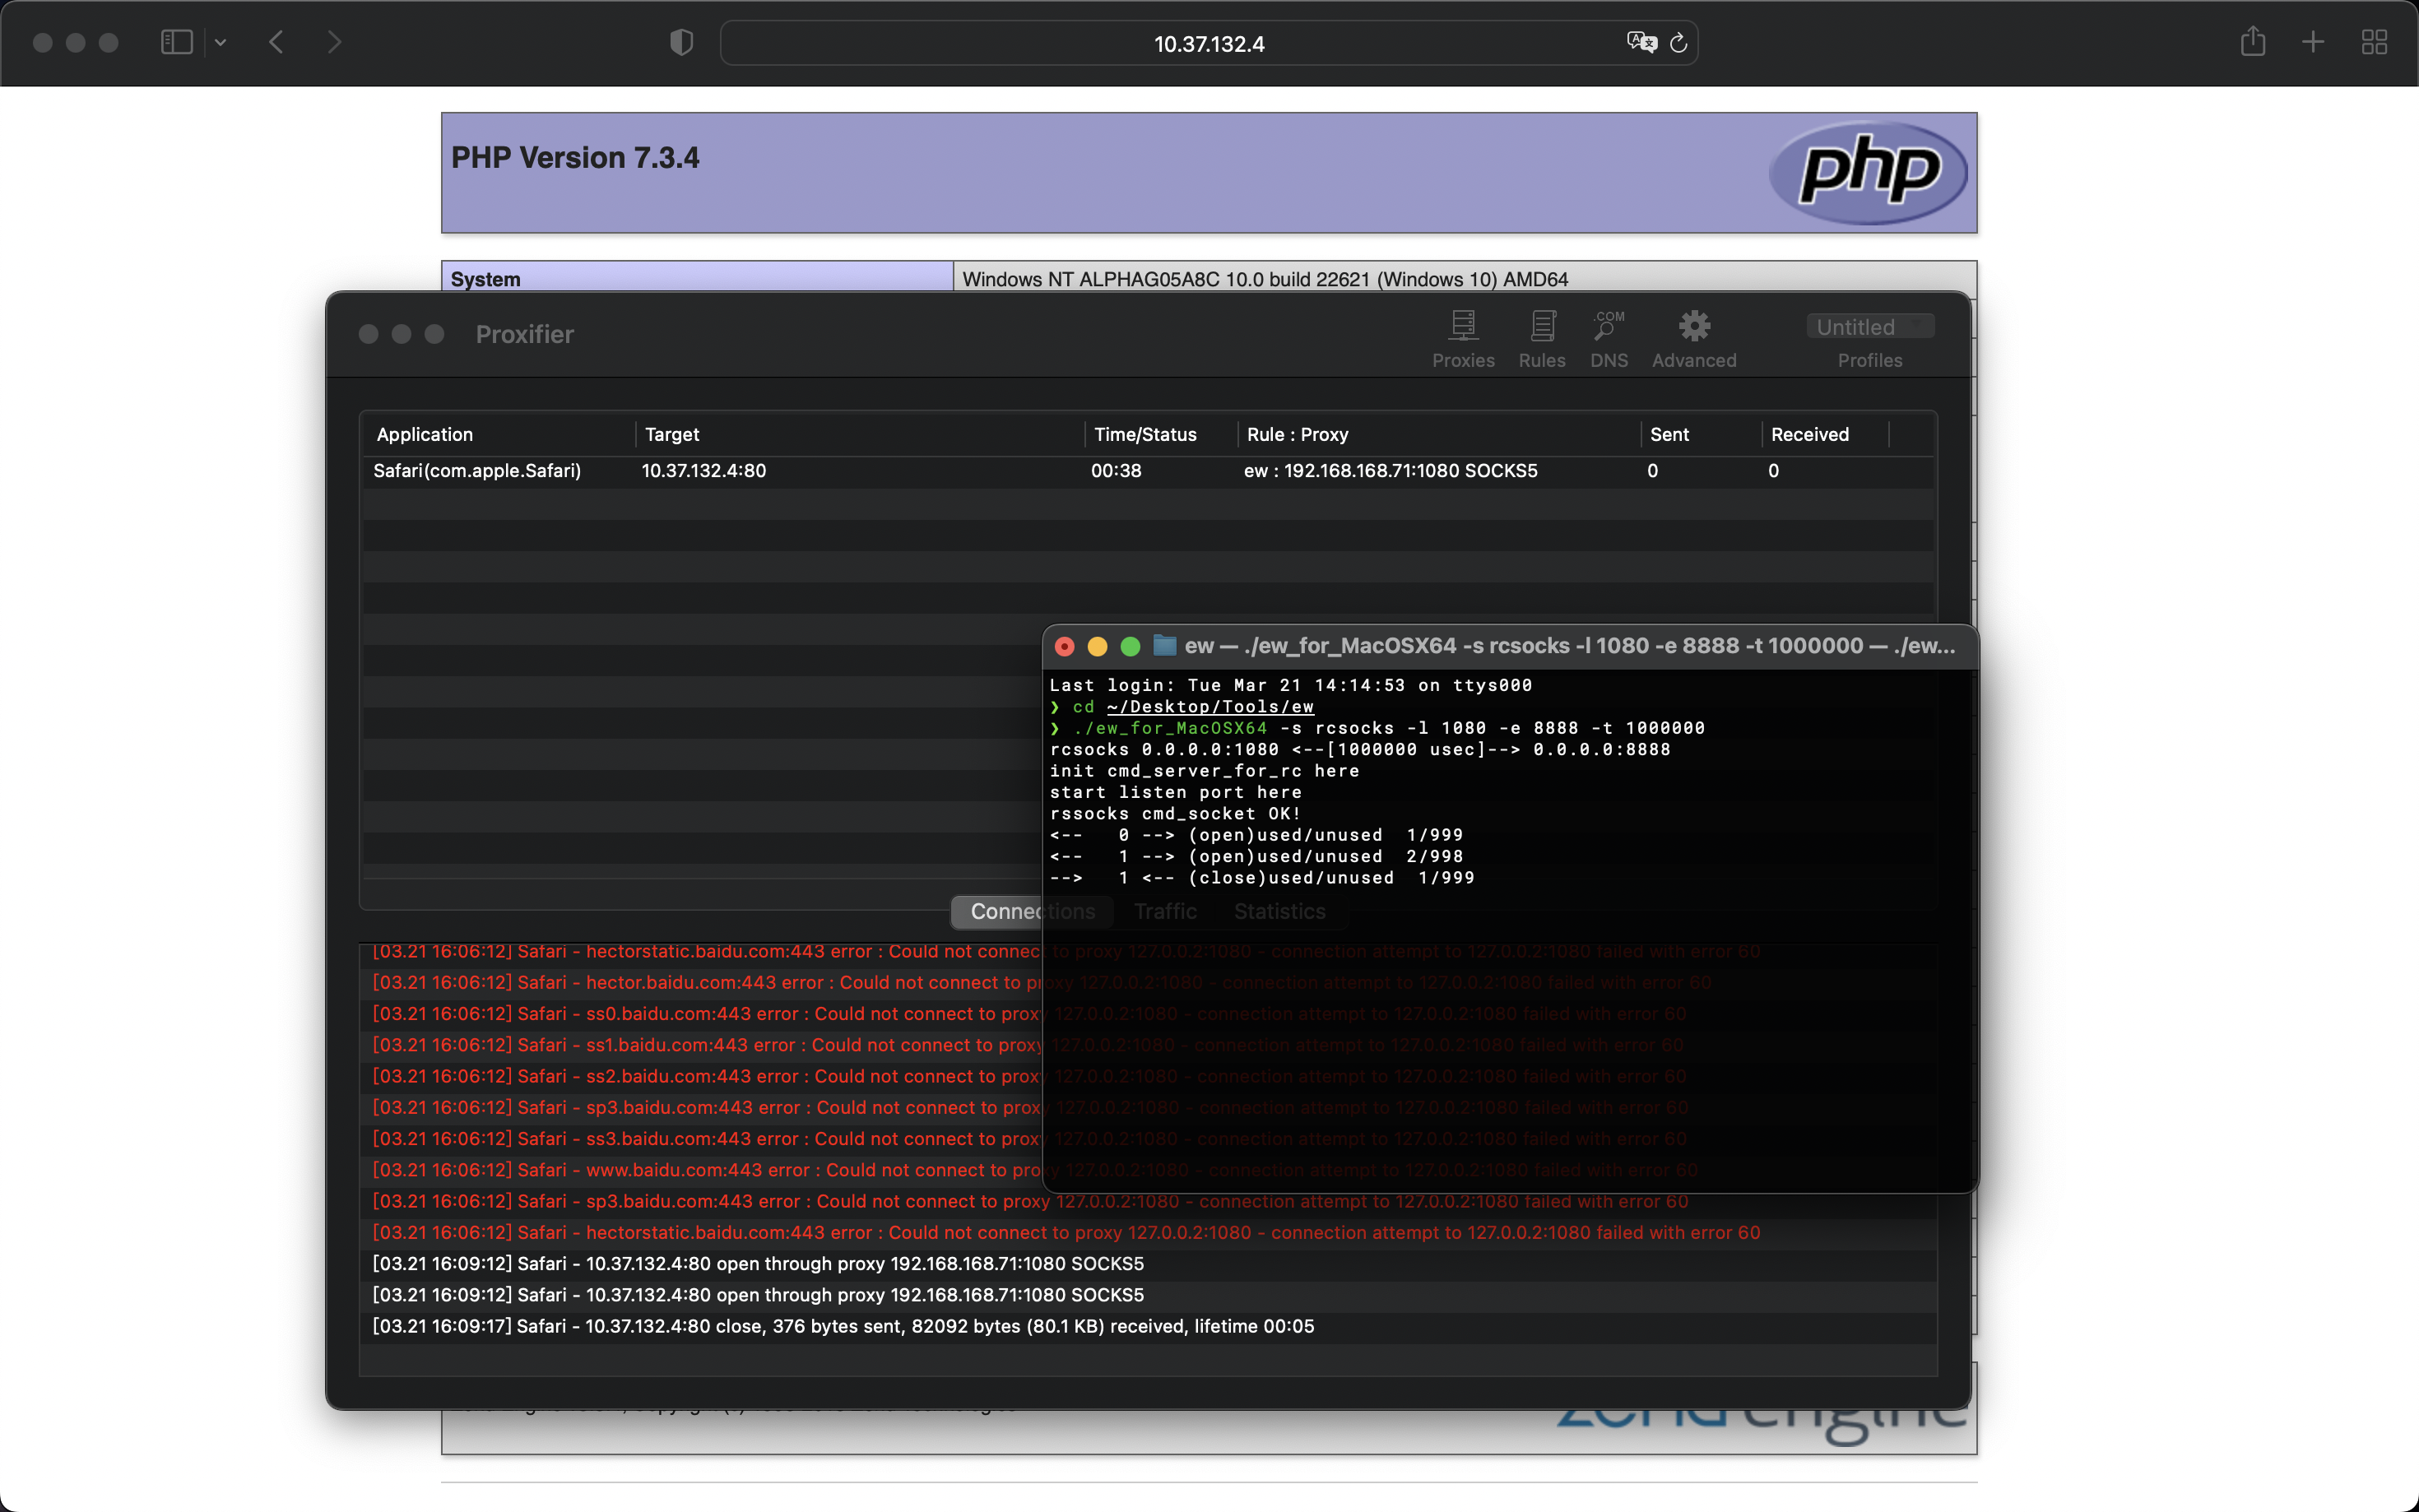 10.37.132.4
PHP Version 7.3.4
php
System
Windows NT ALPHAG05A8C 10.0 build 22621 (Windows 10) AMD64
Proxifier
Proxies
Rules
.COM
DNS
Advanced
Untitled
Profiles
Application Target Time/Status Rule : Proxy Sent Received
Safari(com.apple.Safari) 10.37.132.4:80 00:38 ew : 192.168.168.71:1080 SOCKS5 0 0
ew — ./ew_for_MacOSX64 -s rcsocks -l 1080 -e 8888 -t 1000000 — ./ew...
Last login: Tue Mar 21 14:14:53 on ttys000
❯ cd ~/Desktop/Tools/ew
❯ ./ew_for_MacOSX64 -s rcsocks -l 1080 -e 8888 -t 1000000
rcsocks 0.0.0.0:1080 <--[1000000 usec]--> 0.0.0.0:8888
init cmd_server_for_rc here
start listen port here
rssocks cmd_socket OK!
<-- 0 --> (open)used/unused 1/999
<-- 1 --> (open)used/unused 2/998
--> 1 <-- (close)used/unused 1/999
Connections Traffic Statistics
[03.21 16:06:12] Safari - hectorstatic.baidu.com:443 error : Could not connect to proxy 127.0.0.2:1080 - connection attempt to 127.0.0.2:1080 failed with error 60
[03.21 16:06:12] Safari - hector.baidu.com:443 error : Could not connect to proxy 127.0.0.2:1080 - connection attempt to 127.0.0.2:1080 failed with error 60
[03.21 16:06:12] Safari - ss0.baidu.com:443 error : Could not connect to proxy 127.0.0.2:1080 - connection attempt to 127.0.0.2:1080 failed with error 60
[03.21 16:06:12] Safari - ss1.baidu.com:443 error : Could not connect to proxy 127.0.0.2:1080 - connection attempt to 127.0.0.2:1080 failed with error 60
[03.21 16:06:12] Safari - ss2.baidu.com:443 error : Could not connect to proxy 127.0.0.2:1080 - connection attempt to 127.0.0.2:1080 failed with error 60
[03.21 16:06:12] Safari - sp3.baidu.com:443 error : Could not connect to proxy 127.0.0.2:1080 - connection attempt to 127.0.0.2:1080 failed with error 60
[03.21 16:06:12] Safari - ss3.baidu.com:443 error : Could not connect to proxy 127.0.0.2:1080 - connection attempt to 127.0.0.2:1080 failed with error 60
[03.21 16:06:12] Safari - www.baidu.com:443 error : Could not connect to proxy 127.0.0.2:1080 - connection attempt to 127.0.0.2:1080 failed with error 60
[03.21 16:06:12] Safari - sp3.baidu.com:443 error : Could not connect to proxy 127.0.0.2:1080 - connection attempt to 127.0.0.2:1080 failed with error 60
[03.21 16:06:12] Safari - hectorstatic.baidu.com:443 error : Could not connect to proxy 127.0.0.2:1080 - connection attempt to 127.0.0.2:1080 failed with error 60
[03.21 16:09:12] Safari - 10.37.132.4:80 open through proxy 192.168.168.71:1080 SOCKS5
[03.21 16:09:12] Safari - 10.37.132.4:80 open through proxy 192.168.168.71:1080 SOCKS5
[03.21 16:09:17] Safari - 10.37.132.4:80 close, 376 bytes sent, 82092 bytes (80.1 KB) received, lifetime 00:05
zend engine